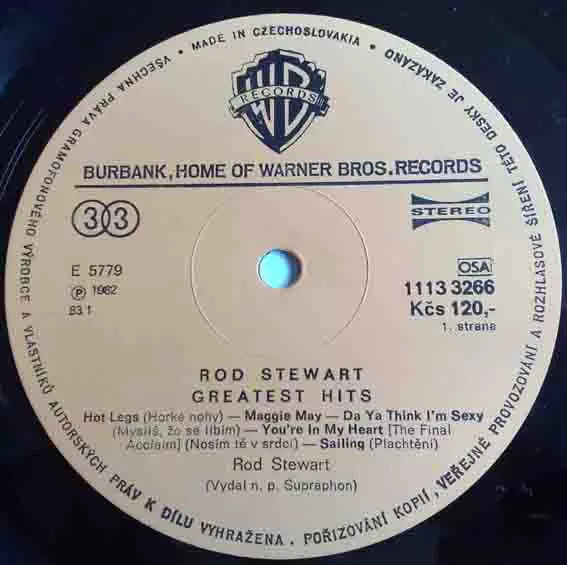 VŠECHNA PRÁVA GRAMOFONOVÉHO VÝROBCE A VLASTNÍKŮ AUTORSKÝCH PRÁV K DÍLU VYHRAŽENA. POŘIZOVÁNÍ KOPIÍ, VEŘEJNÉ PROVOZOVÁNÍ A ROZHLASOVÉ ŠÍŘENÍ TÉTO DESKY JE ZAKÁZÁNO
• MADE IN CZECHOSLOVAKIA •
WB
RECORDS
BURBANK, HOME OF WARNER BROS. RECORDS
33
STEREO
E 5779
Ⓟ 1982
83 1
OSA
1113 3266
Kčs 120,-
1. strana
ROD STEWART
GREATEST HITS
Hot Legs (Horké nohy) — Maggie May — Da Ya Think I'm Sexy
(Myslíš, žo se líbím) — You're In My Heart [The Final
Acclaim] (Nosím tě v srdci) — Sailing (Plachtění)
Rod Stewart
(Vydal n. p. Supraphon)